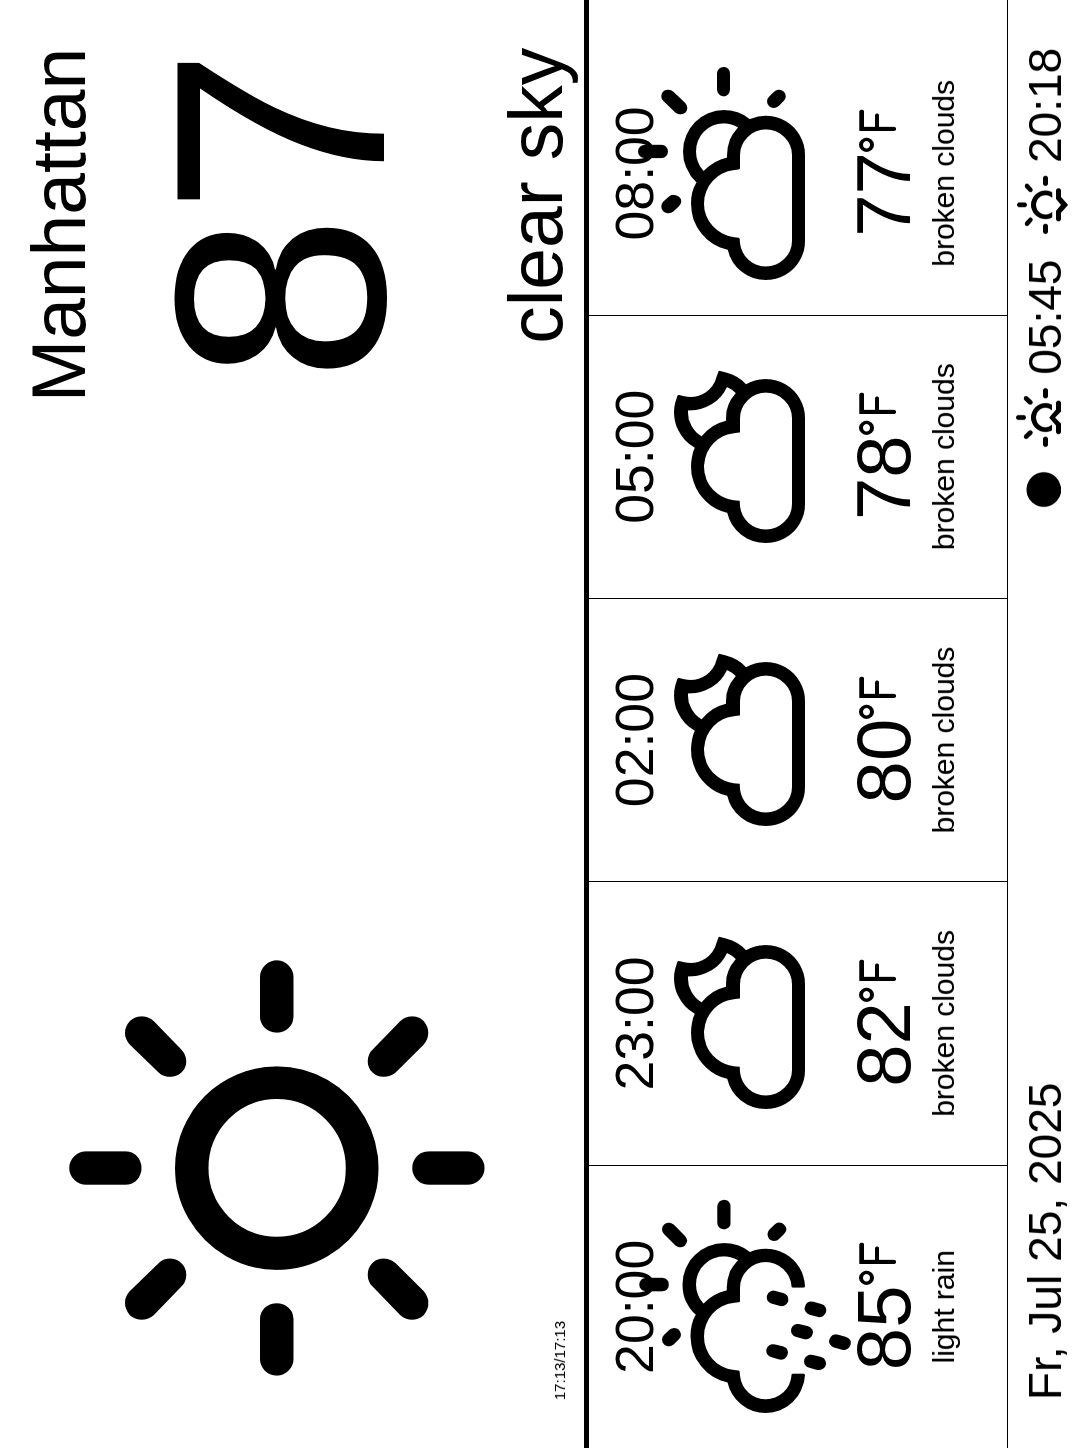 Manhattan
87
clear sky
17:13/17:13
20:00 23:00 02:00 05:00 08:00
85°F 82°F 80°F 78°F 77°F
light rain broken clouds broken clouds broken clouds broken clouds
Fr, Jul 25, 2025 05:45 20:18